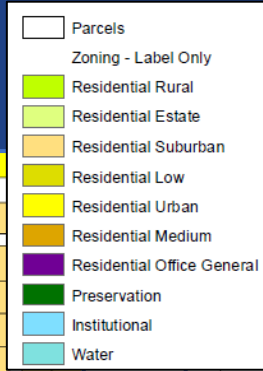 Parcels
Zoning - Label Only
Residential Rural
Residential Estate
Residential Suburban
Residential Low
Residential Urban
Residential Medium
Residential Office General
Preservation
Institutional
Water